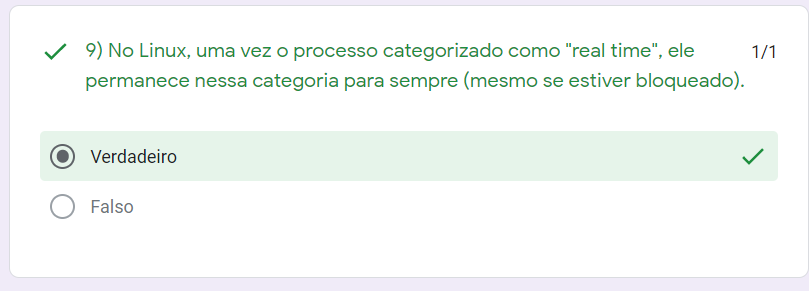 9) No Linux, uma vez o processo categorizado como "real time", ele 1/1
permanece nessa categoria para sempre (mesmo se estiver bloqueado).
Verdadeiro
Falso